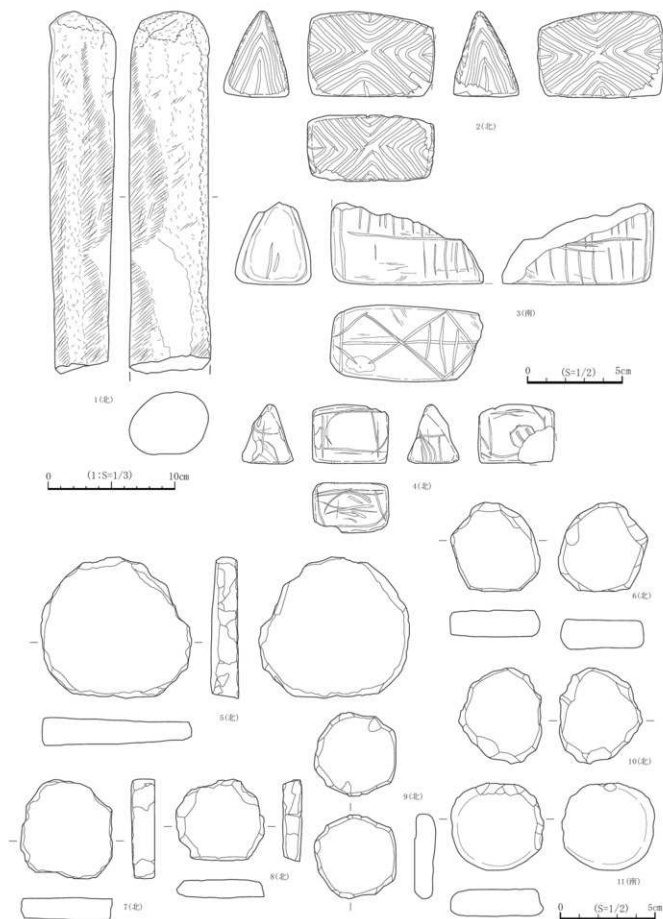 2(北)
3(南)
0 (S=1/2) 5cm
1(北)
0 (1:S=1/3) 10cm
4(北)
6(北)
5(北)
10(北)
9(北)
8(北)
7(北)
11(南)
0 (S=1/2) 5cm